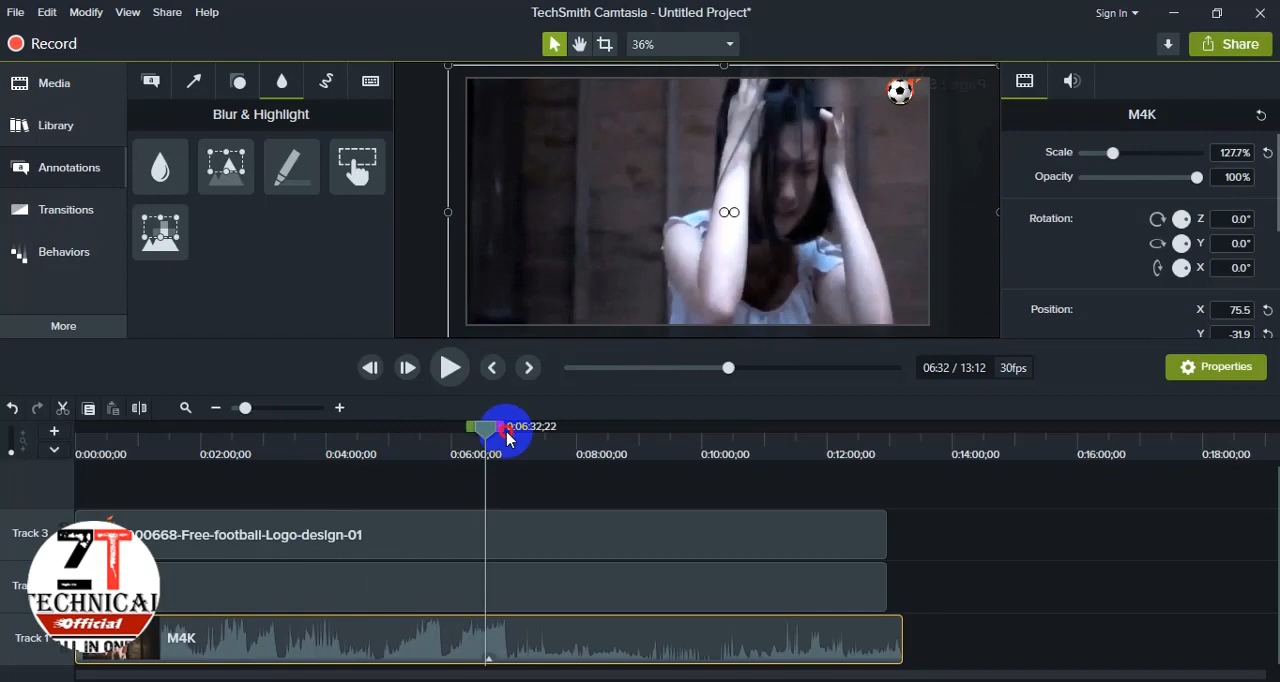 File Edit Modify View Share Help
TechSmith Camtasia - Untitled Project*
Sign In
Record
36%
Share
Media
Library
Annotations
Transitions
Behaviors
More
Blur & Highlight
M4K
Scale 127.7%
Opacity 100%
Rotation: Z 0.0°
Y 0.0°
X 0.0°
Position: X 75.5
Y -31.9
06:32 / 13:12 30fps
Properties
0:06:32;22
0:00:00;00 0:02:00;00 0:04:00;00 0:06:00;00 0:08:00;00 0:10:00;00 0:12:00;00 0:14:00;00 0:16:00;00 0:18:00;00
Track 3
00668-Free-football-Logo-design-01
Track 1
M4K
ZT
TECHNICAL
Official
ALL IN ONE